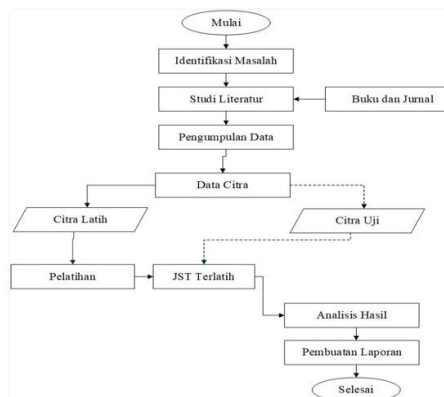 Mulai
Identifikasi Masalah
Studi Literatur
Buku dan Jurnal
Pengumpulan Data
Data Citra
Citra Latih
Citra Uji
Pelatihan
JST Terlatih
Analisis Hasil
Pembuatan Laporan
Selesai